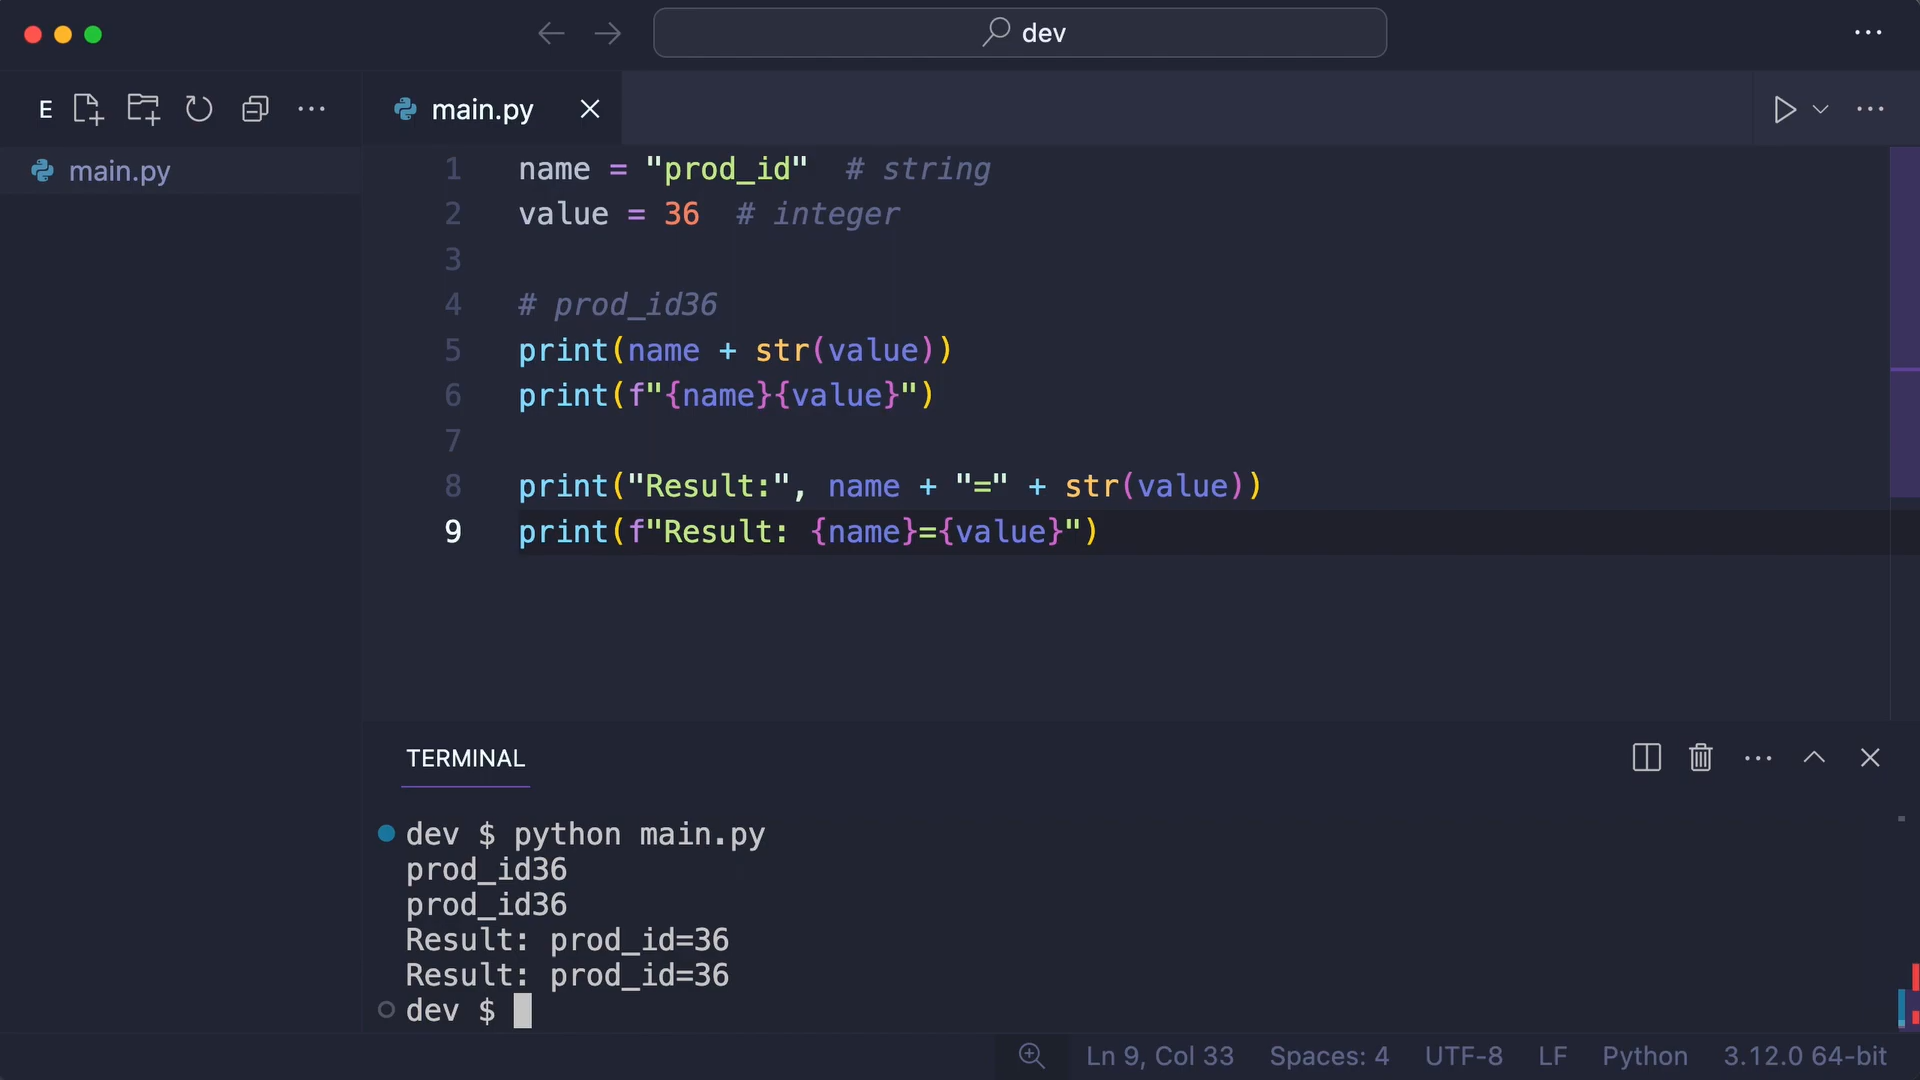 dev
E
main.py
main.py
1 name = "prod_id"  # string
2 value = 36  # integer
3
4 # prod_id36
5 print(name + str(value))
6 print(f"{name}{value}")
7
8 print("Result:", name + "=" + str(value))
9 print(f"Result: {name}={value}")
TERMINAL
dev $ python main.py
prod_id36
prod_id36
Result: prod_id=36
Result: prod_id=36
dev $
Ln 9, Col 33 Spaces: 4 UTF-8 LF Python 3.12.0 64-bit